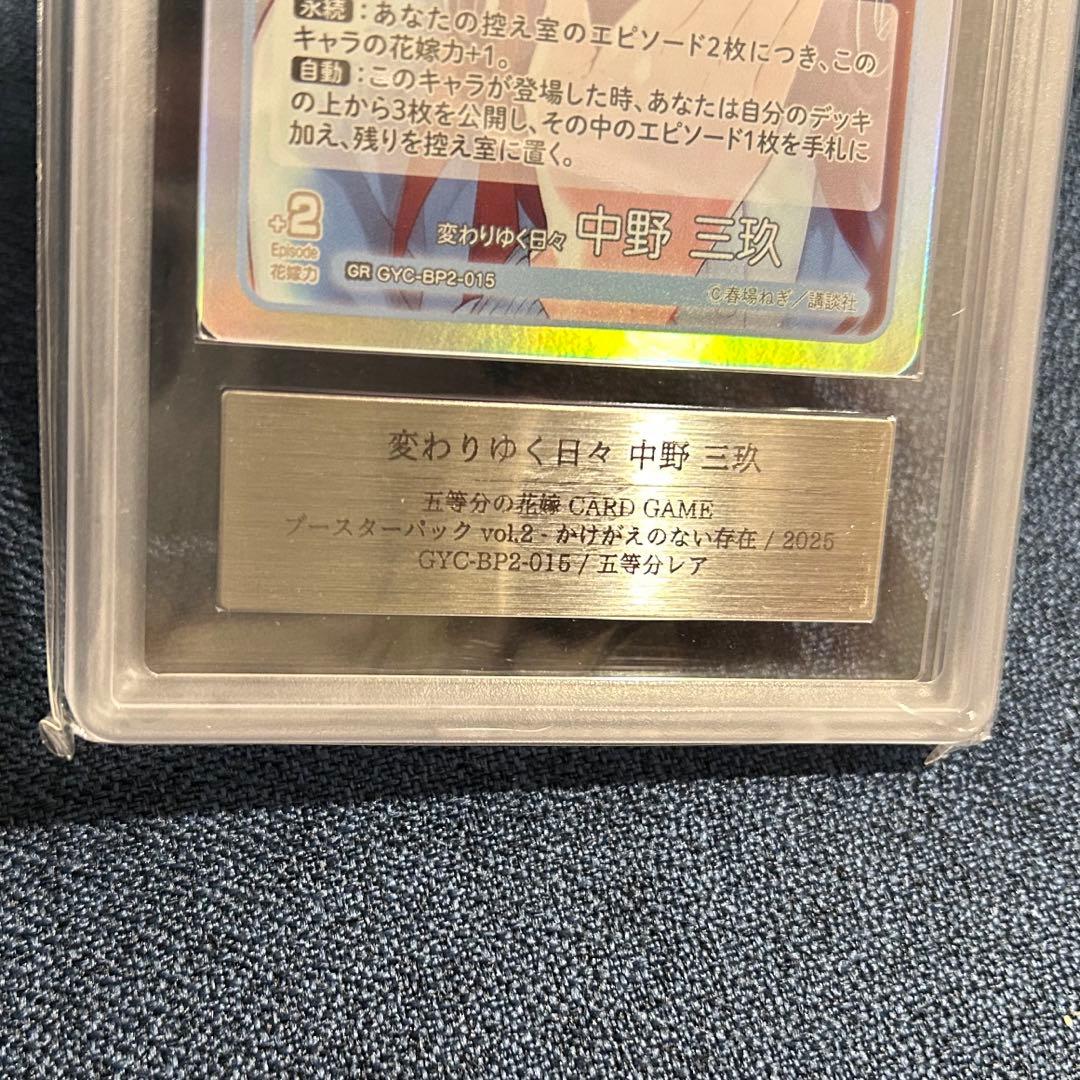 永続：あなたの控え室のエピソード2枚につき、この
キャラの花嫁力+1。
自動：このキャラが登場した時、あなたは自分のデッキ
の上から3枚を公開し、その中のエピソード1枚を手札に
加え、残りを控え室に置く。
+2
Episode
花嫁力
変わりゆく日々 中野 三玖
GR GYC-BP2-015
©春場ねぎ／講談社
変わりゆく日々 中野 三玖
五等分の花嫁 CARD GAME
ブースターパック vol.2 - かけがえのない存在 / 2025
GYC-BP2-015 / 五等分レア